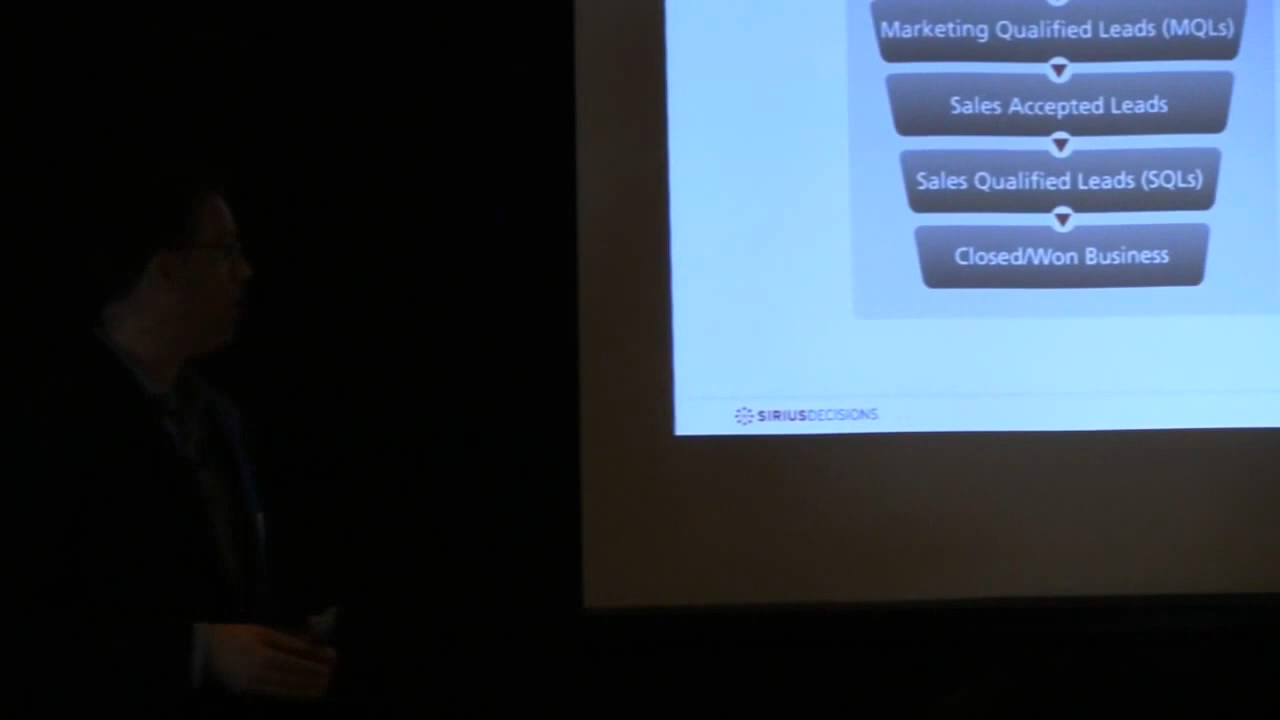 Marketing Qualified Leads (MQLs)
Sales Accepted Leads
Sales Qualified Leads (SQLs)
Closed/Won Business
SIRIUSDECISIONS